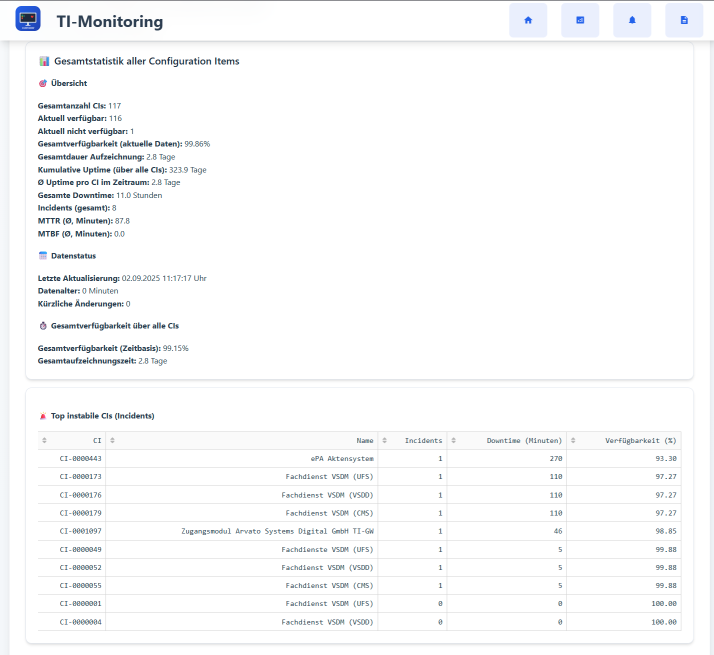 TI-Monitoring
Gesamtstatistik aller Configuration Items
Übersicht
Gesamtanzahl CIs: 117
Aktuell verfügbar: 116
Aktuell nicht verfügbar: 1
Gesamtverfügbarkeit (aktuelle Daten): 99.86%
Gesamtdauer Aufzeichnung: 2.8 Tage
Kumulative Uptime (über alle CIs): 323.9 Tage
Ø Uptime pro CI im Zeitraum: 2.8 Tage
Gesamte Downtime: 11.0 Stunden
Incidents (gesamt): 8
MTTR (Ø, Minuten): 87.8
MTBF (Ø, Minuten): 0.0
Datenstatus
Letzte Aktualisierung: 02.09.2025 11:17:17 Uhr
Datenalter: 0 Minuten
Kürzliche Änderungen: 0
Gesamtverfügbarkeit über alle CIs
Gesamtverfügbarkeit (Zeitbasis): 99.15%
Gesamtaufzeichnungszeit: 2.8 Tage
Top instabile CIs (Incidents)
CI Name Incidents Downtime (Minuten) Verfügbarkeit (%)
CI-0000443 ePA Aktensystem 1 270 93.30
CI-0000173 Fachdienst VSDM (UFS) 1 110 97.27
CI-0000176 Fachdienst VSDM (VSDD) 1 110 97.27
CI-0000179 Fachdienst VSDM (CMS) 1 110 97.27
CI-0001097 Zugangsmodul Arvato Systems Digital GmbH TI-GW 1 46 98.85
CI-0000049 Fachdienste VSDM (UFS) 1 5 99.88
CI-0000052 Fachdienst VSDM (VSDD) 1 5 99.88
CI-0000055 Fachdienst VSDM (CMS) 1 5 99.88
CI-0000001 Fachdienst VSDM (UFS) 0 0 100.00
CI-0000004 Fachdienst VSDM (VSDD) 0 0 100.00